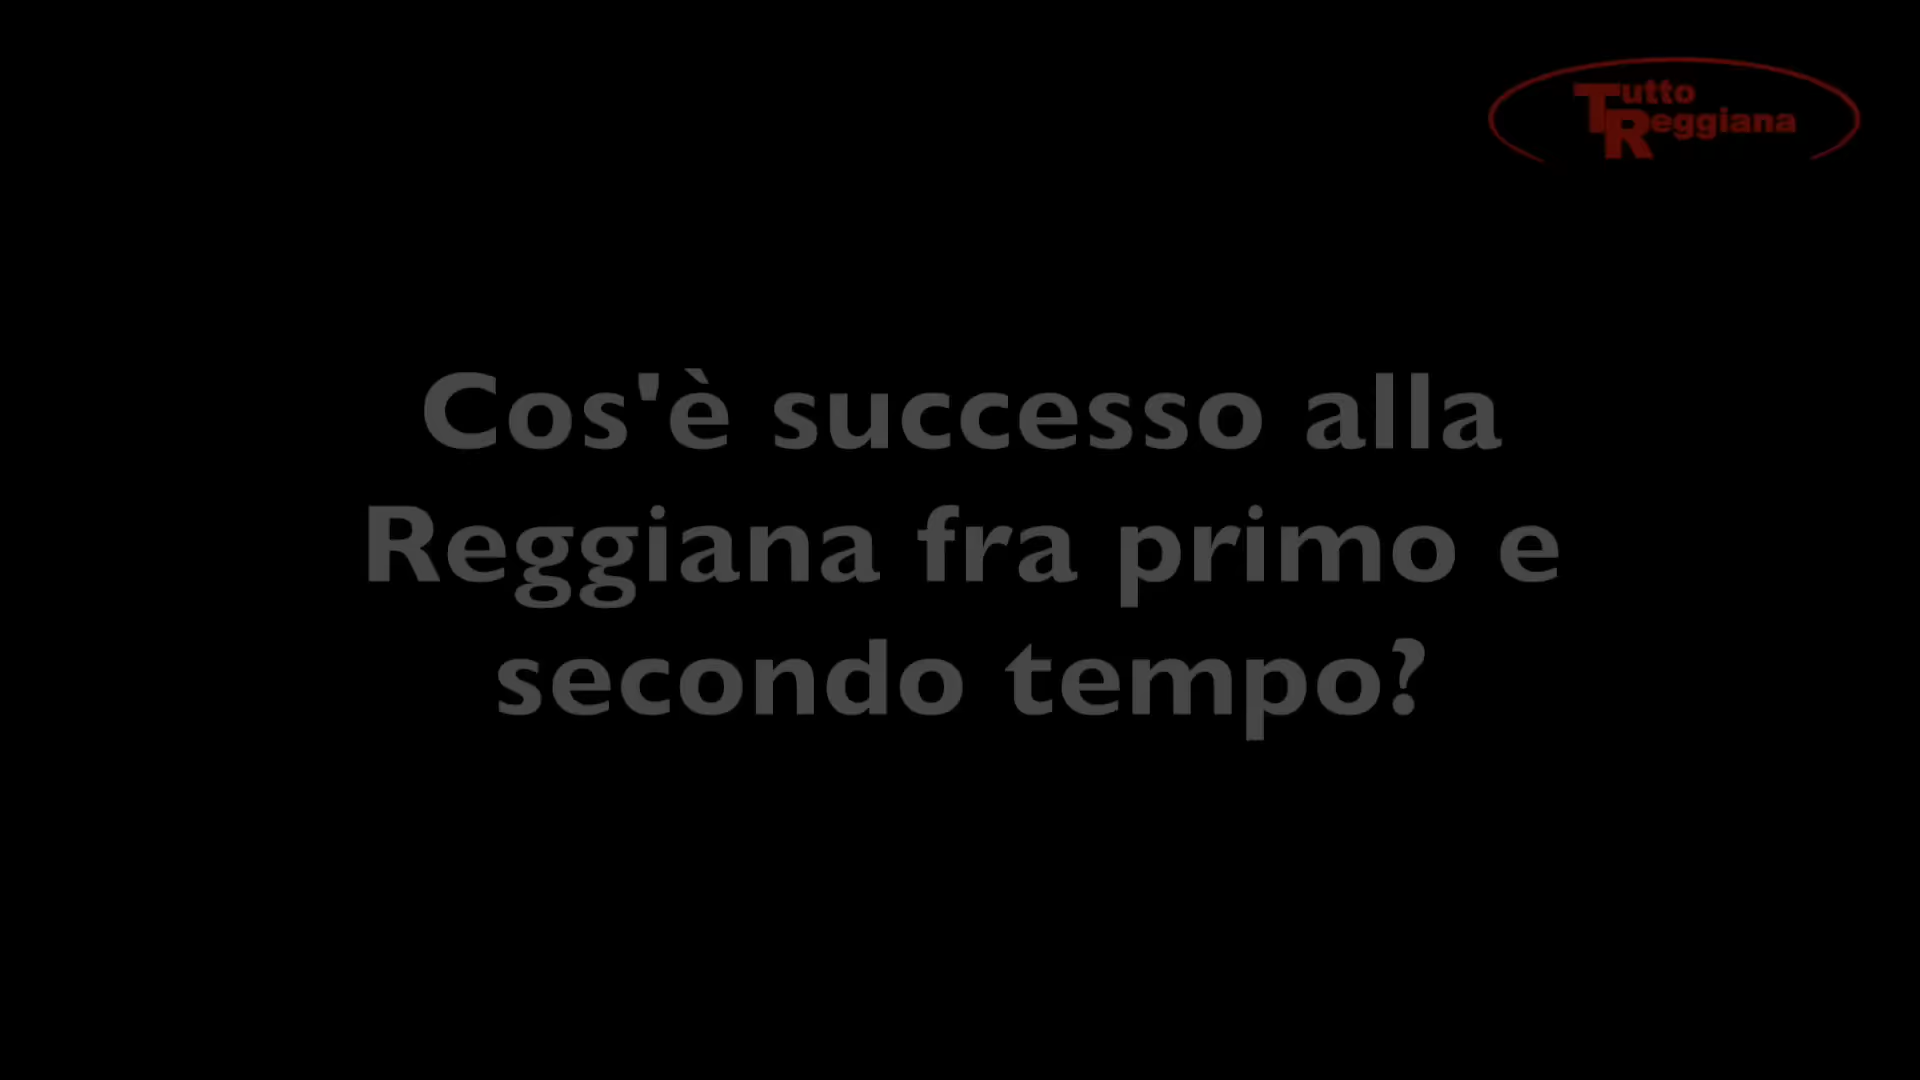 Tutto
Reggiana
Cos'è successo alla
Reggiana fra primo e
secondo tempo?